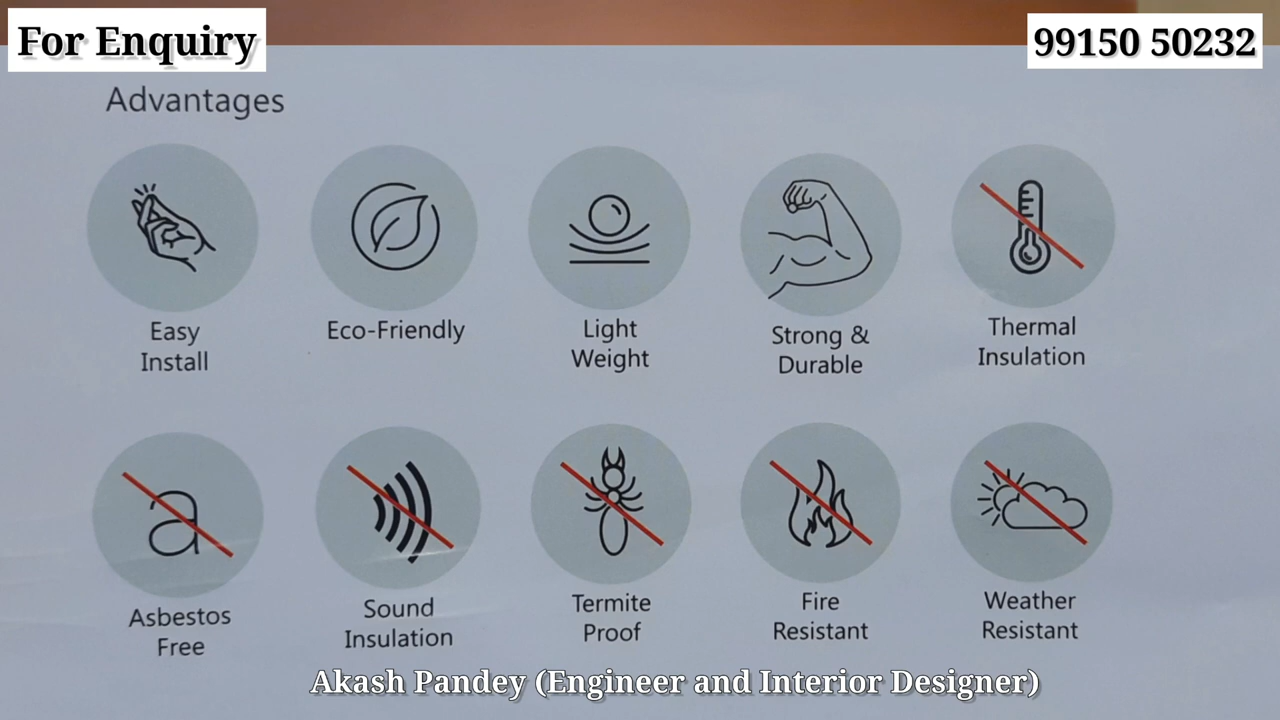 For Enquiry
99150 50232
Advantages
Easy
Install
Eco-Friendly
Light
Weight
Strong &
Durable
Thermal
Insulation
a
Asbestos
Free
Sound
Insulation
Termite
Proof
Fire
Resistant
Weather
Resistant
Akash Pandey (Engineer and Interior Designer)